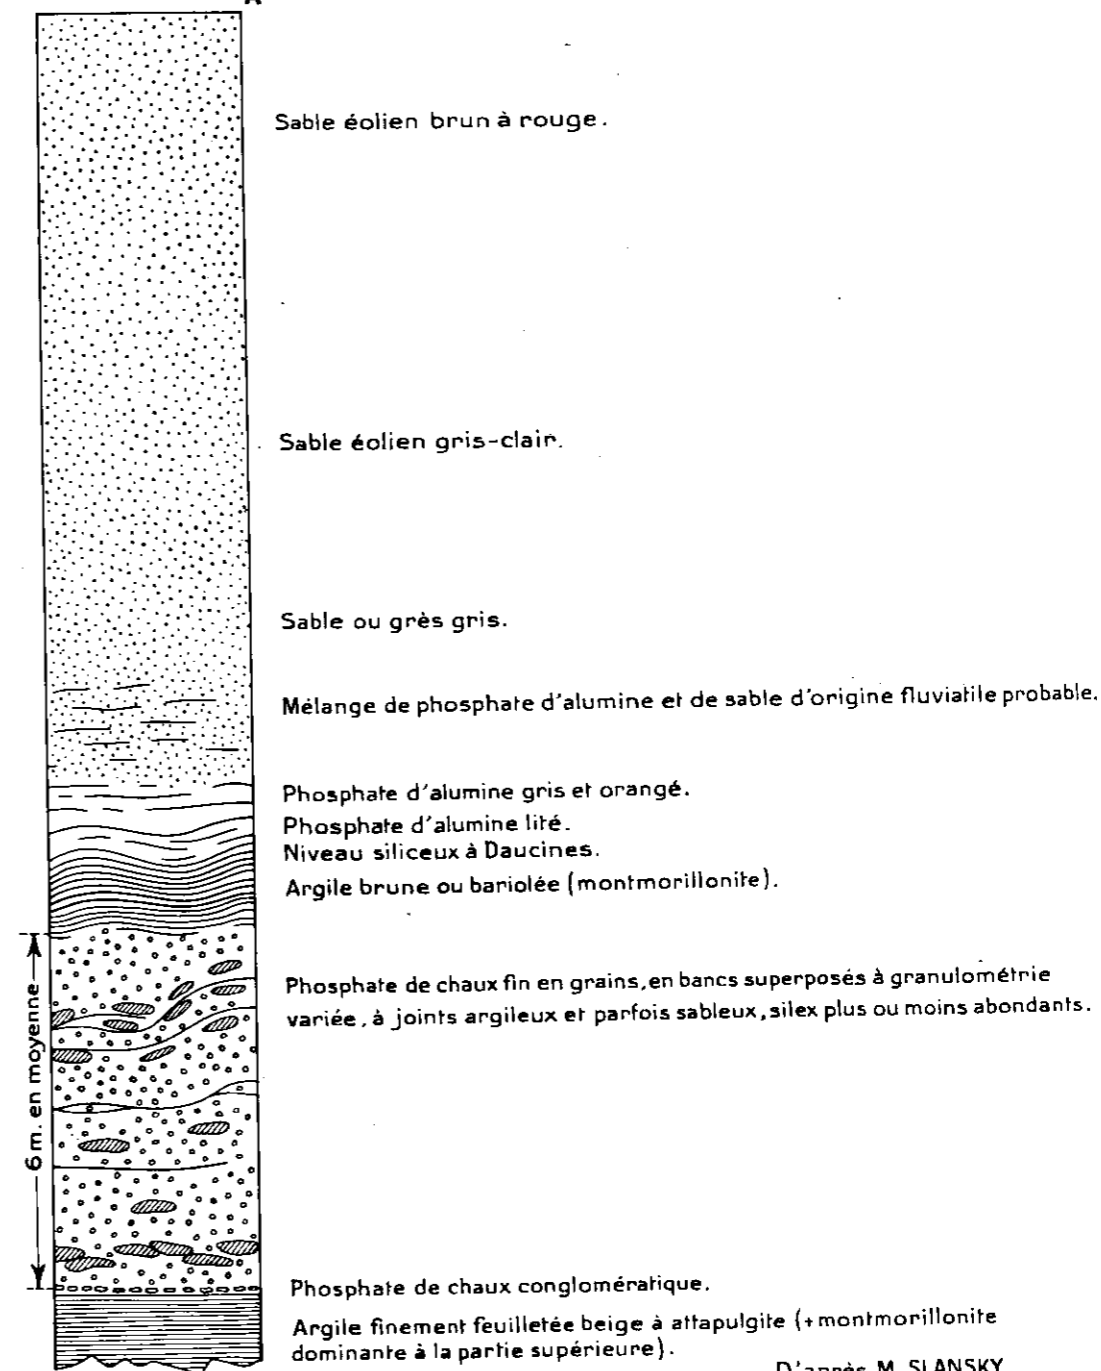 Sable éolien brun à rouge.
Sable éolien gris-clair.
Sable ou grès gris.
Mélange de phosphate d'alumine et de sable d'origine fluviatile probable.
Phosphate d'alumine gris et orangé.
Phosphate d'alumine lité.
Niveau siliceux à Daucines.
Argile brune ou bariolée (montmorillonite).
6 m. en moyenne
Phosphate de chaux fin en grains, en bancs superposés à granulométrie
variée, à joints argileux et parfois sableux, silex plus ou moins abondants.
Phosphate de chaux conglomératique.
Argile finement feuilletée beige à attapulgite (+ montmorillonite
dominante à la partie supérieure).
D'après M. SLANSKY